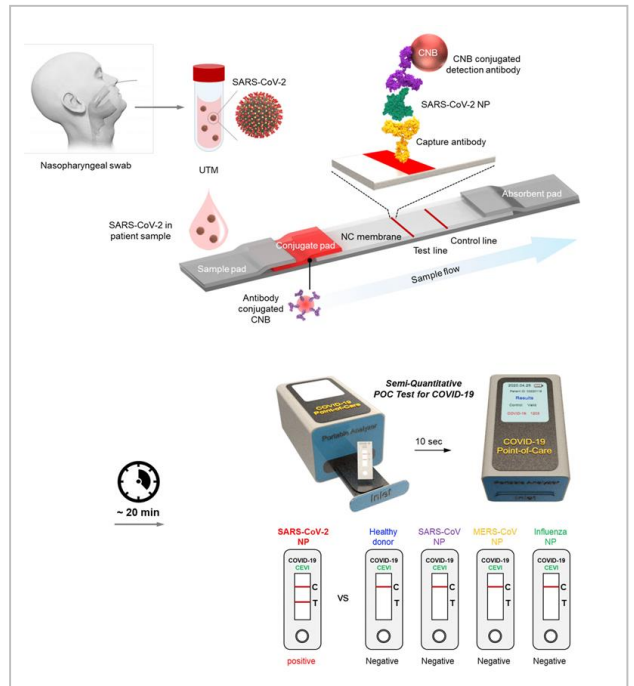 CNB
CNB conjugated
detection antibody
SARS-CoV-2
SARS-CoV-2 NP
Nasopharyngeal swab
UTM
Capture antibody
Absorbent pad
SARS-CoV-2 in
patient sample
Conjugate pad
NC membrane
Control line
Test line
Sample pad
Sample flow
Antibody
conjugated
CNB
Semi-Quantitative
POC Test for COVID-19
COVID-19
Point-of-Care
Portable Analyzer
Inject
10 sec
Results
COVID-19
Point-of-Care
Portable Analyzer
Inject
~ 20 min
SARS-CoV-2
NP
Healthy
donor
SARS-CoV
NP
MERS-CoV
NP
Influenza
NP
COVID-19
CEVI
C
T
VS
COVID-19
CEVI
C
T
COVID-19
CEVI
C
T
COVID-19
CEVI
C
T
COVID-19
CEVI
C
T
positive
Negative
Negative
Negative
Negative